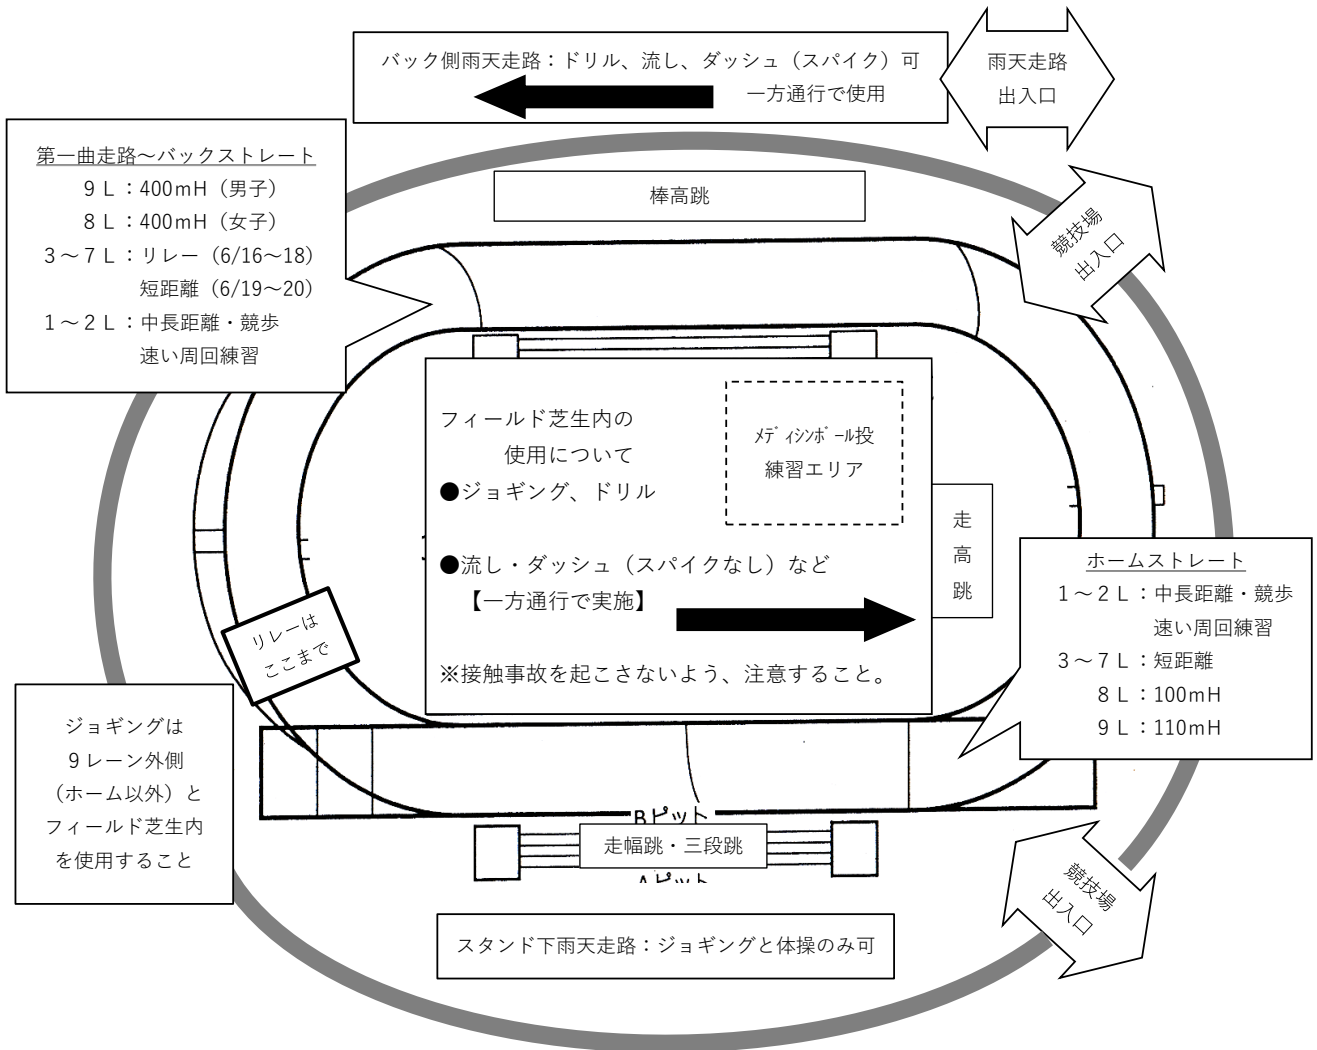 バック側雨天走路：ドリル、流し、ダッシュ（スパイク）可
一方通行で使用
雨天走路
出入口
第一曲走路～バックストレート
９Ｌ：400mH（男子）
８Ｌ：400mH（女子）
３～７Ｌ：リレー（6/16～18）
短距離（6/19～20）
１～２Ｌ：中長距離・競歩
速い周回練習
棒高跳
競技場
出入口
フィールド芝生内の
使用について
●ジョギング、ドリル
●流し・ダッシュ（スパイクなし）など
【一方通行で実施】
※接触事故を起こさないよう、注意すること。
ﾒﾃﾞｨｼﾝﾎﾞｰﾙ投
練習エリア
走
高
跳
ホームストレート
１～２Ｌ：中長距離・競歩
速い周回練習
３～７Ｌ：短距離
８Ｌ：100mH
９Ｌ：110mH
リレーは
ここまで
ジョギングは
９レーン外側
（ホーム以外）と
フィールド芝生内
を使用すること
Bピット
走幅跳・三段跳
Aピット
競技場
出入口
スタンド下雨天走路：ジョギングと体操のみ可